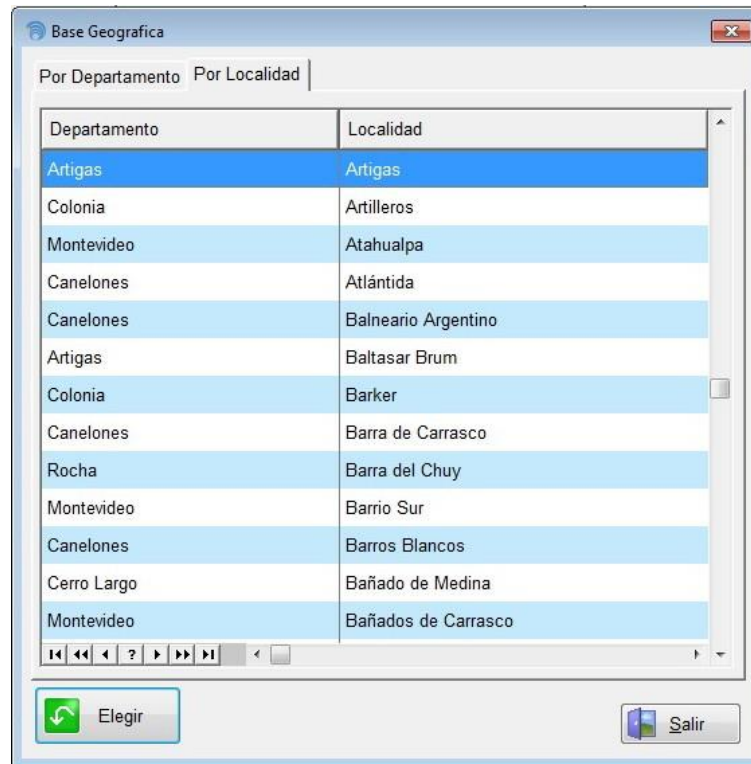 Base Geografica
Por Departamento Por Localidad
Departamento Localidad
Artigas Artigas
Colonia Artilleros
Montevideo Atahualpa
Canelones Atlántida
Canelones Balneario Argentino
Artigas Baltasar Brum
Colonia Barker
Canelones Barra de Carrasco
Rocha Barra del Chuy
Montevideo Barrio Sur
Canelones Barros Blancos
Cerro Largo Bañado de Medina
Montevideo Bañados de Carrasco
?
Elegir Salir